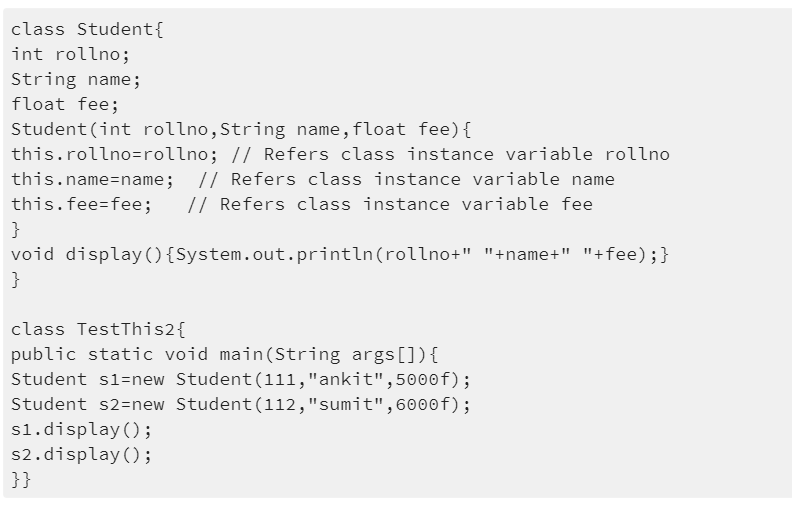 class Student{
int rollno;
String name;
float fee;
Student(int rollno,String name,float fee){
this.rollno=rollno; // Refers class instance variable rollno
this.name=name;  // Refers class instance variable name
this.fee=fee;   // Refers class instance variable fee
}
void display(){System.out.println(rollno+" "+name+" "+fee);}
}

class TestThis2{
public static void main(String args[]){
Student s1=new Student(111,"ankit",5000f);
Student s2=new Student(112,"sumit",6000f);
s1.display();
s2.display();
}}